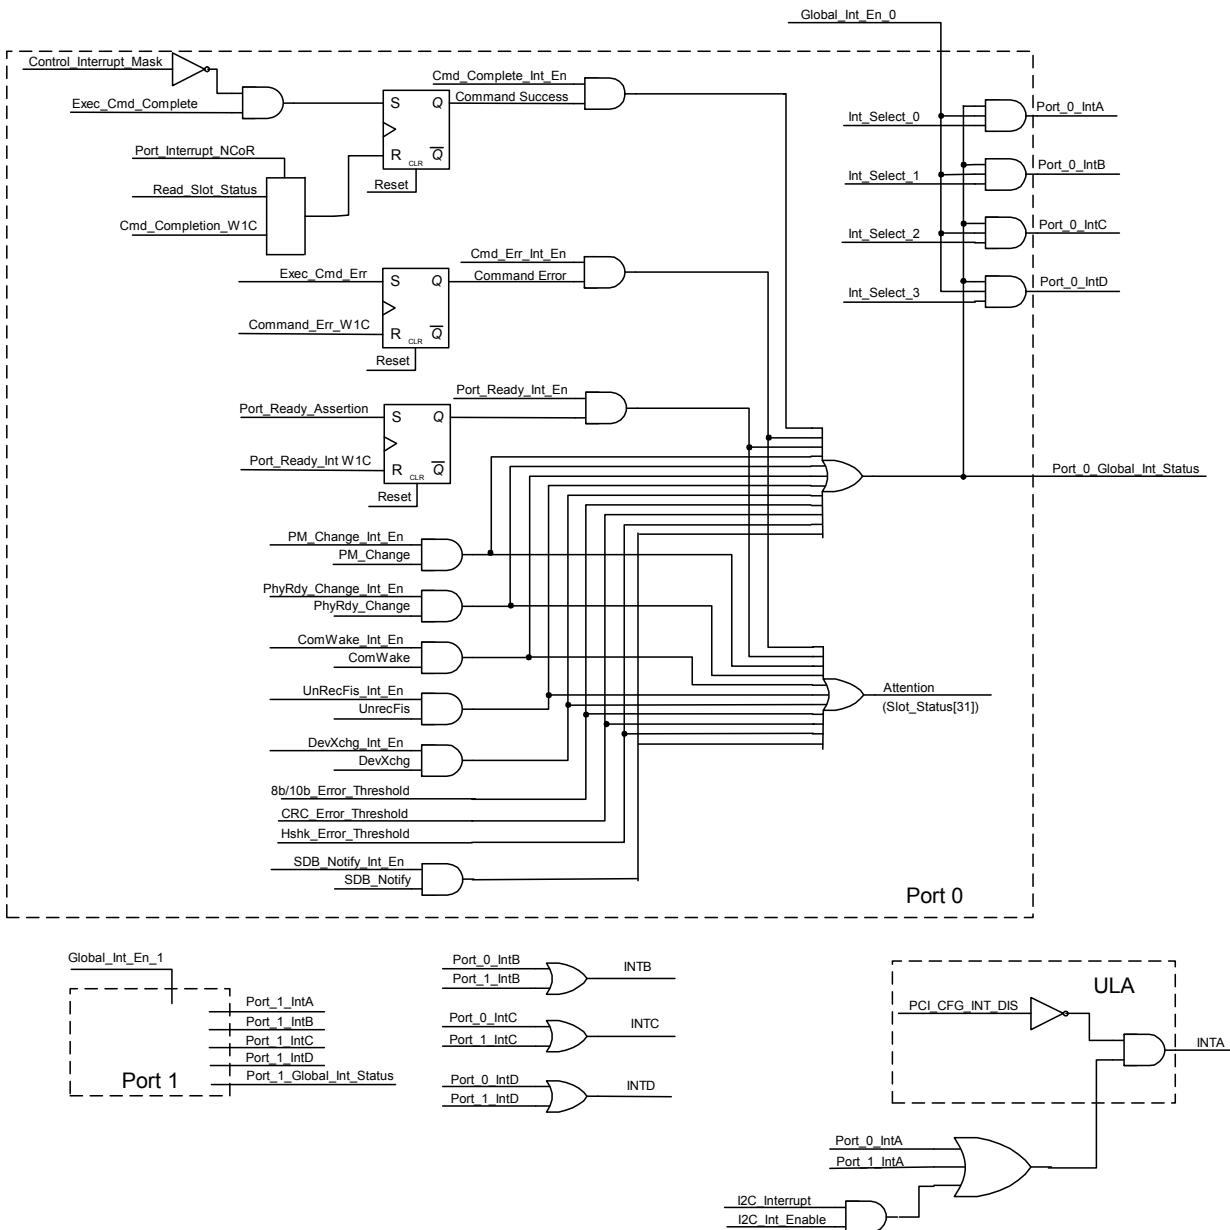 Global_Int_En_0
Control_Interrupt_Mask
Exec_Cmd_Complete
Port_Interrupt_NCoR
Read_Slot_Status
Cmd_Completion_W1C
S Q
R Q
CLR
Reset
Cmd_Complete_Int_En
Command Success
Int_Select_0
Port_0_IntA
Int_Select_1
Port_0_IntB
Int_Select_2
Port_0_IntC
Int_Select_3
Port_0_IntD
Exec_Cmd_Err
Command_Err_W1C
S Q
R Q
CLR
Reset
Cmd_Err_Int_En
Command Error
Port_Ready_Assertion
Port_Ready_Int W1C
S Q
R Q
CLR
Reset
Port_Ready_Int_En
Port_0_Global_Int_Status
PM_Change_Int_En
PM_Change
PhyRdy_Change_Int_En
PhyRdy_Change
ComWake_Int_En
ComWake
UnRecFis_Int_En
UnrecFis
DevXchg_Int_En
DevXchg
8b/10b_Error_Threshold
CRC_Error_Threshold
Hshk_Error_Threshold
SDB_Notify_Int_En
SDB_Notify
Attention
(Slot_Status[31])
Port 0
Global_Int_En_1
Port_1_IntA
Port_1_IntB
Port_1_IntC
Port_1_IntD
Port_1_Global_Int_Status
Port 1
Port_0_IntB
Port_1_IntB
INTB
Port_0_IntC
Port_1_IntC
INTC
Port_0_IntD
Port_1_IntD
INTD
ULA
PCI_CFG_INT_DIS
INTA
Port_0_IntA
Port_1_IntA
I2C_Interrupt
I2C_Int_Enable